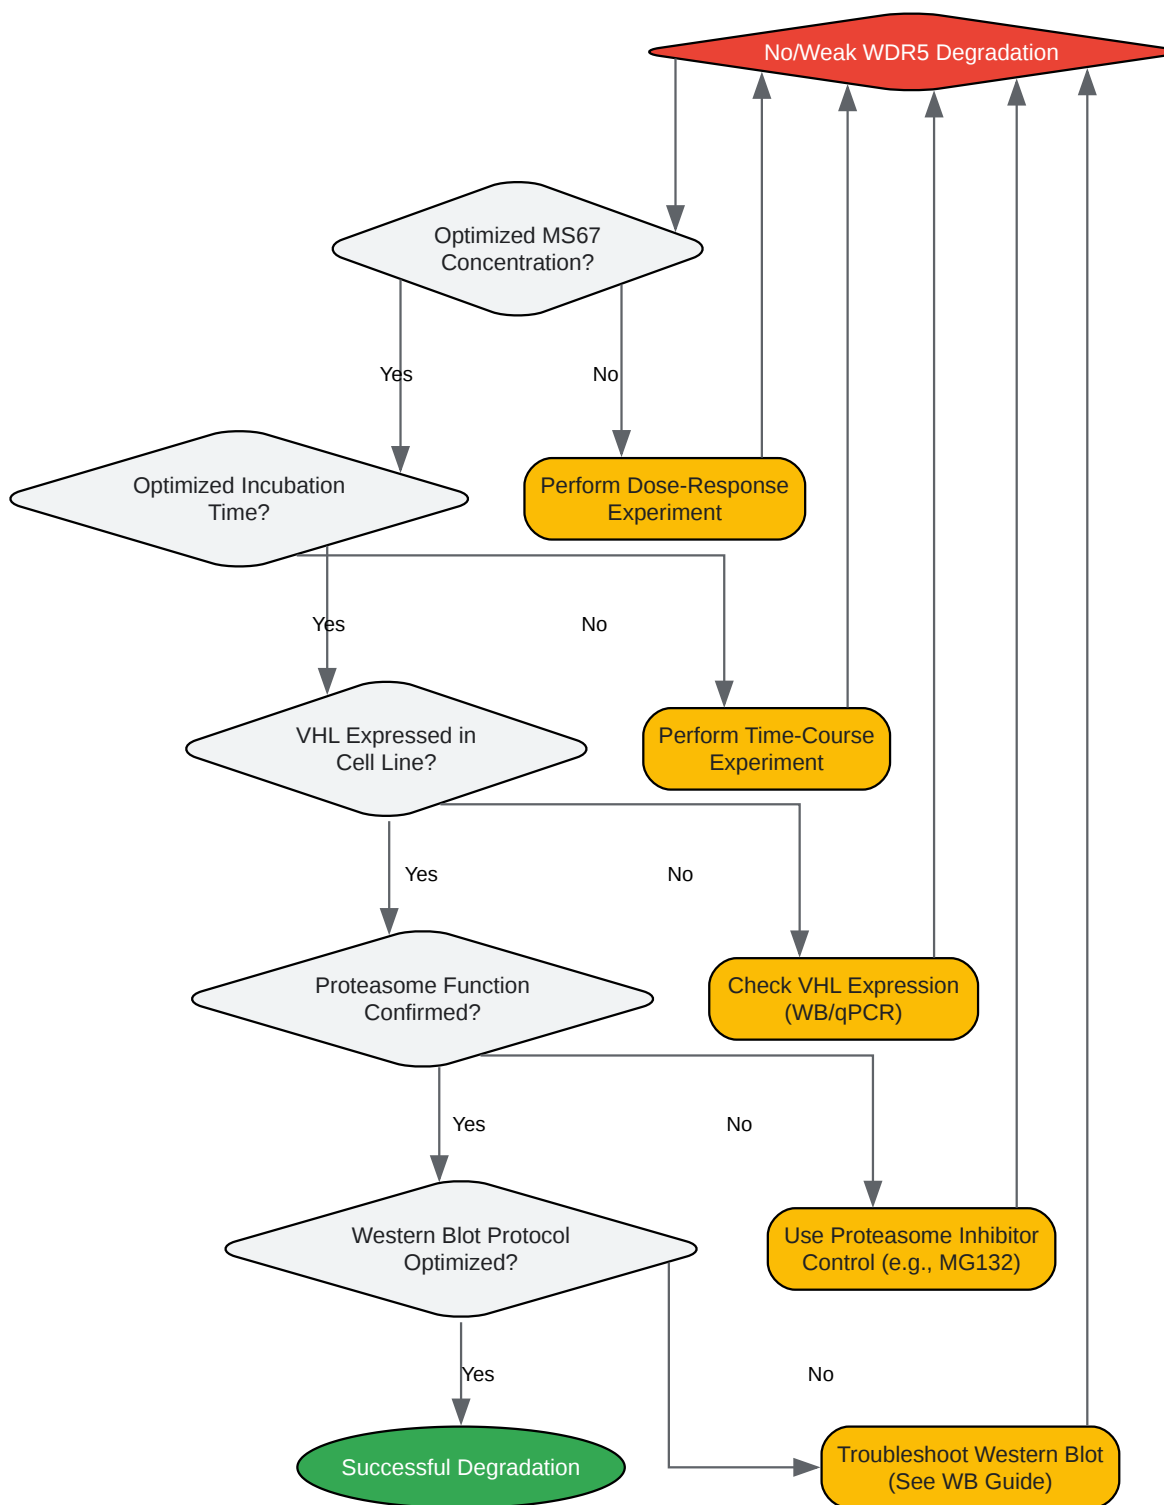 No/Weak WDR5 Degradation
Optimized MS67
Concentration?
Yes
No
Optimized Incubation
Time?
Perform Dose-Response
Experiment
Yes
No
VHL Expressed in
Cell Line?
Perform Time-Course
Experiment
Yes
No
Proteasome Function
Confirmed?
Check VHL Expression
(WB/qPCR)
Yes
No
Western Blot Protocol
Optimized?
Use Proteasome Inhibitor
Control (e.g., MG132)
Yes
No
Successful Degradation
Troubleshoot Western Blot
(See WB Guide)